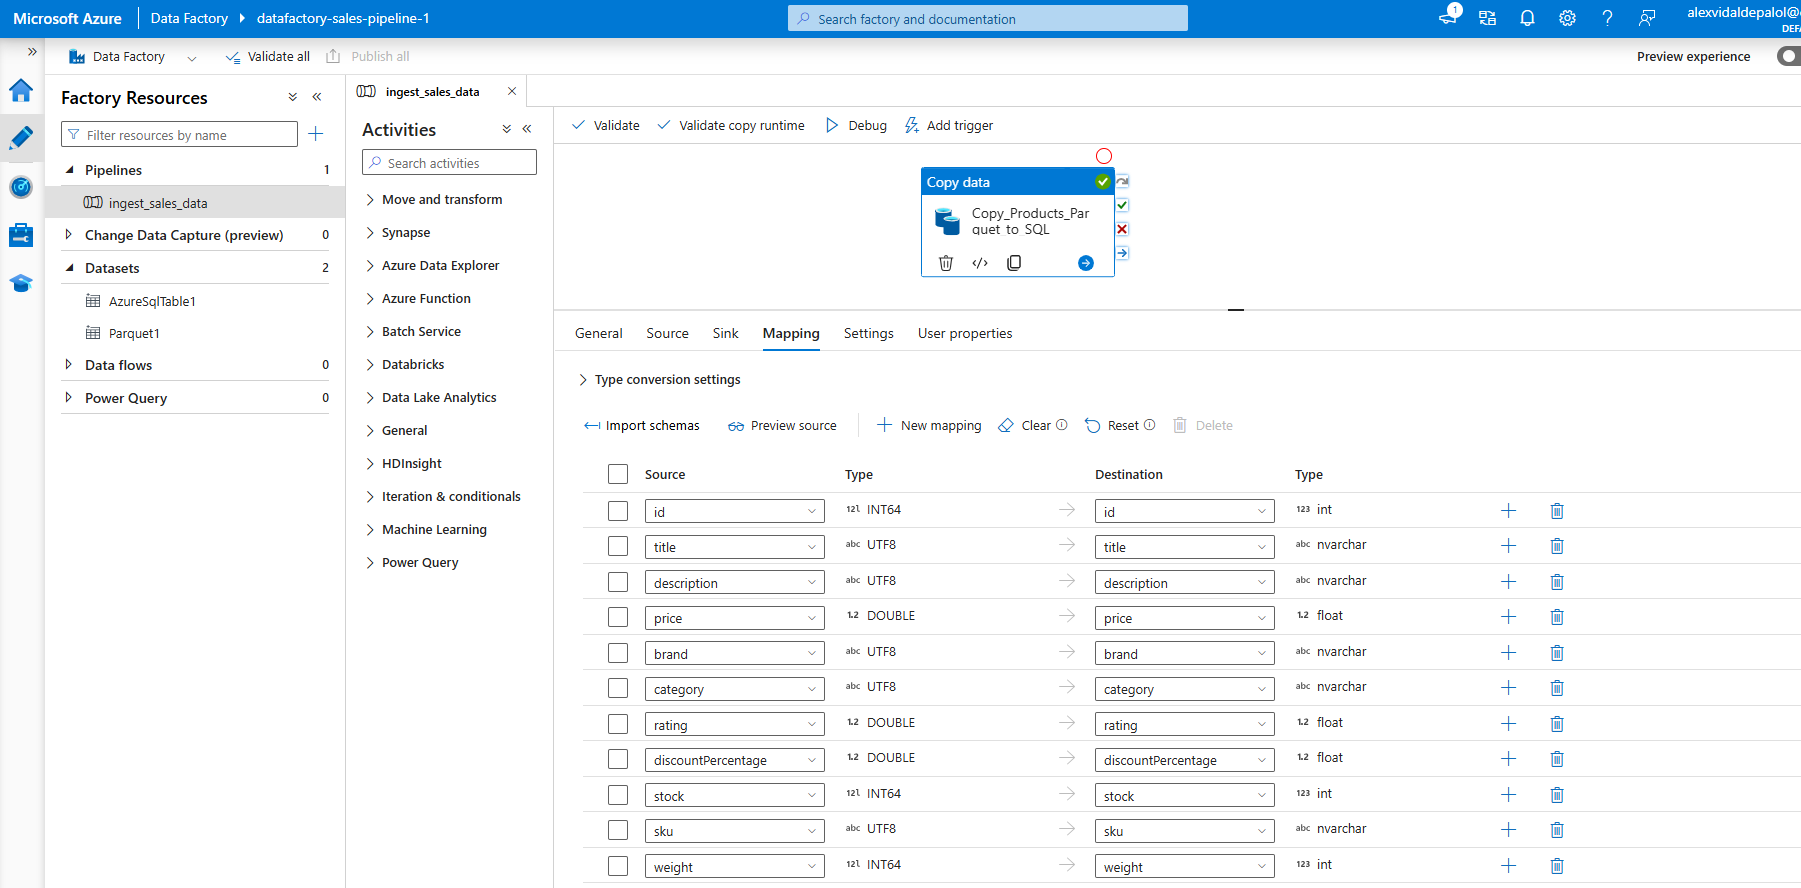 Microsoft Azure Data Factory datafactory-sales-pipeline-1 Search factory and documentation 1 alexvidaldepalol@
Data Factory Validate all Publish all Preview experience
Factory Resources
Filter resources by name
Pipelines 1
ingest_sales_data
Change Data Capture (preview) 0
Datasets 2
AzureSqlTable1
Parquet1
Data flows 0
Power Query 0
ingest_sales_data
Activities
Search activities
Move and transform
Synapse
Azure Data Explorer
Azure Function
Batch Service
Databricks
Data Lake Analytics
General
HDInsight
Iteration & conditionals
Machine Learning
Power Query
Validate Validate copy runtime Debug Add trigger
Copy data
Copy_Products_Par
quet_to_SQL
General Source Sink Mapping Settings User properties
Type conversion settings
Import schemas Preview source New mapping Clear Reset Delete
Source Type Destination Type
id 12l INT64 id 123 int
title abc UTF8 title abc nvarchar
description abc UTF8 description abc nvarchar
price 1.2 DOUBLE price 1.2 float
brand abc UTF8 brand abc nvarchar
category abc UTF8 category abc nvarchar
rating 1.2 DOUBLE rating 1.2 float
discountPercentage 1.2 DOUBLE discountPercentage 1.2 float
stock 12l INT64 stock 123 int
sku abc UTF8 sku abc nvarchar
weight 12l INT64 weight 123 int